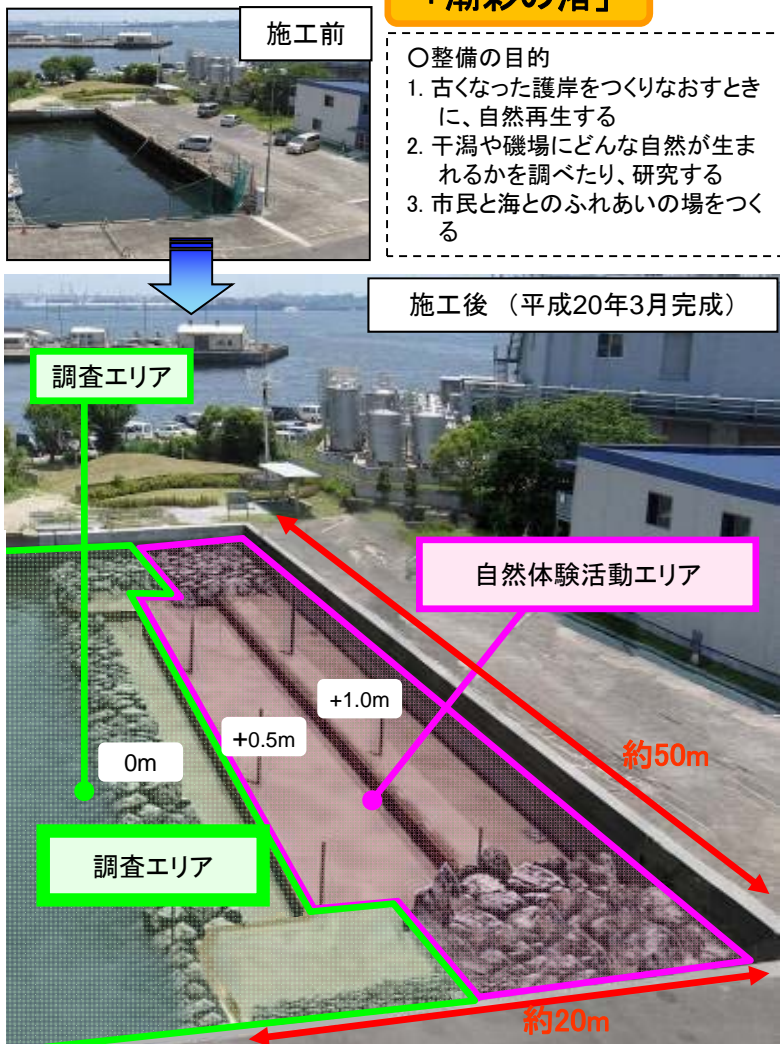 「潮彩の渚」
施工前
○整備の目的
1. 古くなった護岸をつくりなおすとき
に、自然再生する
2. 干潟や磯場にどんな自然が生ま
れるかを調べたり、研究する
3. 市民と海とのふれあいの場をつく
る
施工後 (平成20年3月完成)
調査エリア
自然体験活動エリア
+1.0m
+0.5m
0m
約50m
調査エリア
約20m